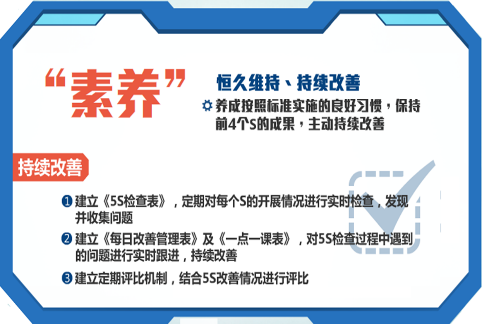 “素养”
恒久维持、持续改善
养成按照标准实施的良好习惯，保持
前4个S的成果，主动持续改善
持续改善
❶建立《5S检查表》，定期对每个S的开展情况进行实时检查，发现
并收集问题
❷建立《每日改善管理表》及《一点一课表》，对5S检查过程中遇到
的问题进行实时跟进，持续改善
❸建立定期评比机制，结合5S改善情况进行评比